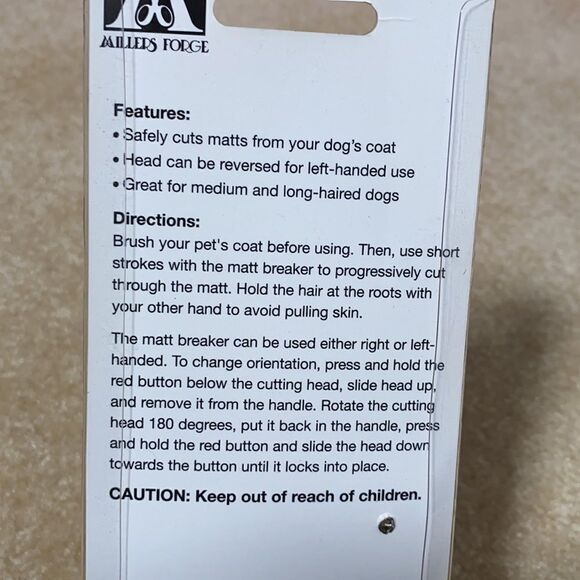 MILLERS FORGE
Features:
• Safely cuts matts from your dog's coat
• Head can be reversed for left-handed use
• Great for medium and long-haired dogs
Directions:
Brush your pet's coat before using. Then, use short
strokes with the matt breaker to progressively cut
through the matt. Hold the hair at the roots with
your other hand to avoid pulling skin.
The matt breaker can be used either right or left-
handed. To change orientation, press and hold the
red button below the cutting head, slide head up,
and remove it from the handle. Rotate the cutting
head 180 degrees, put it back in the handle, press
and hold the red button and slide the head down
towards the button until it locks into place.
CAUTION: Keep out of reach of children.